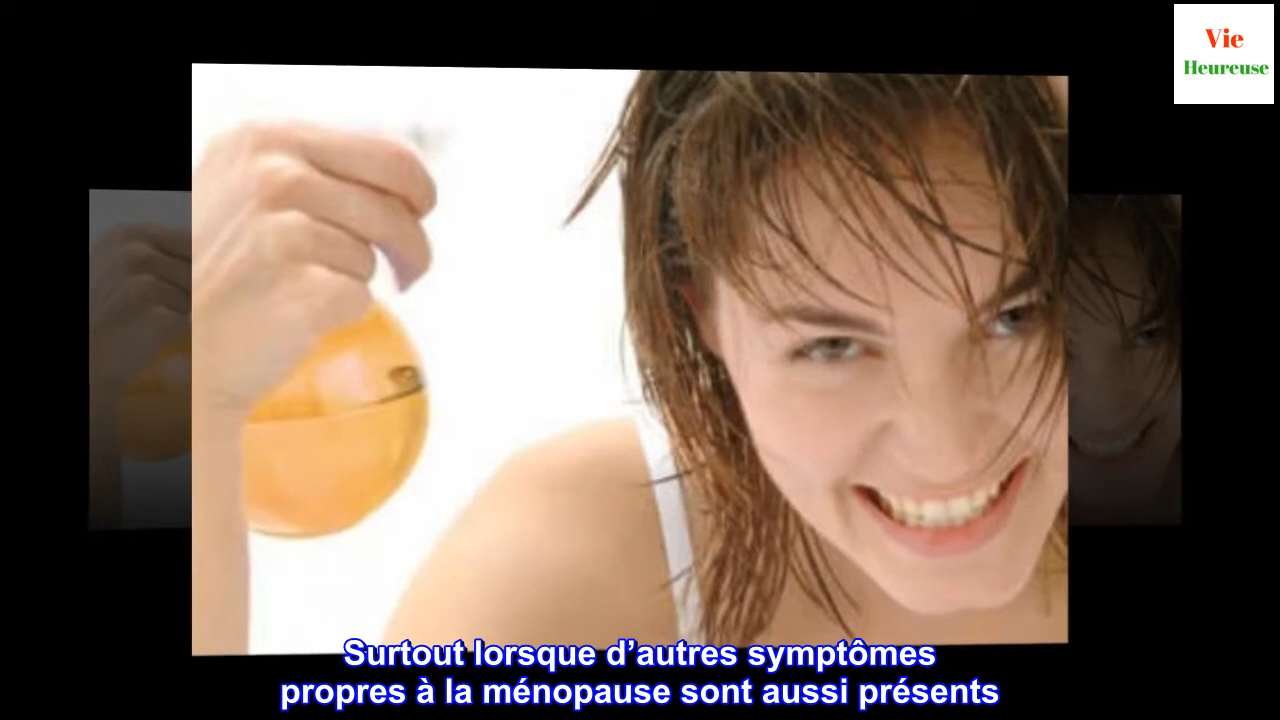 Vie
Heureuse
Surtout lorsque d’autres symptômes
propres à la ménopause sont aussi présents